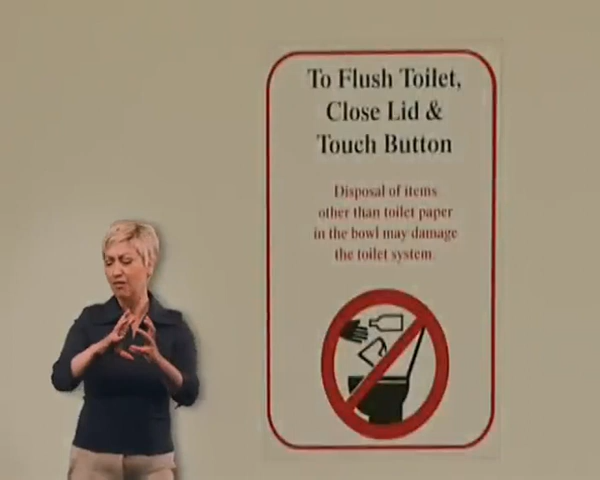 To Flush Toilet,
Close Lid &
Touch Button
Disposal of items
other than toilet paper
in the bowl may damage
the toilet system.